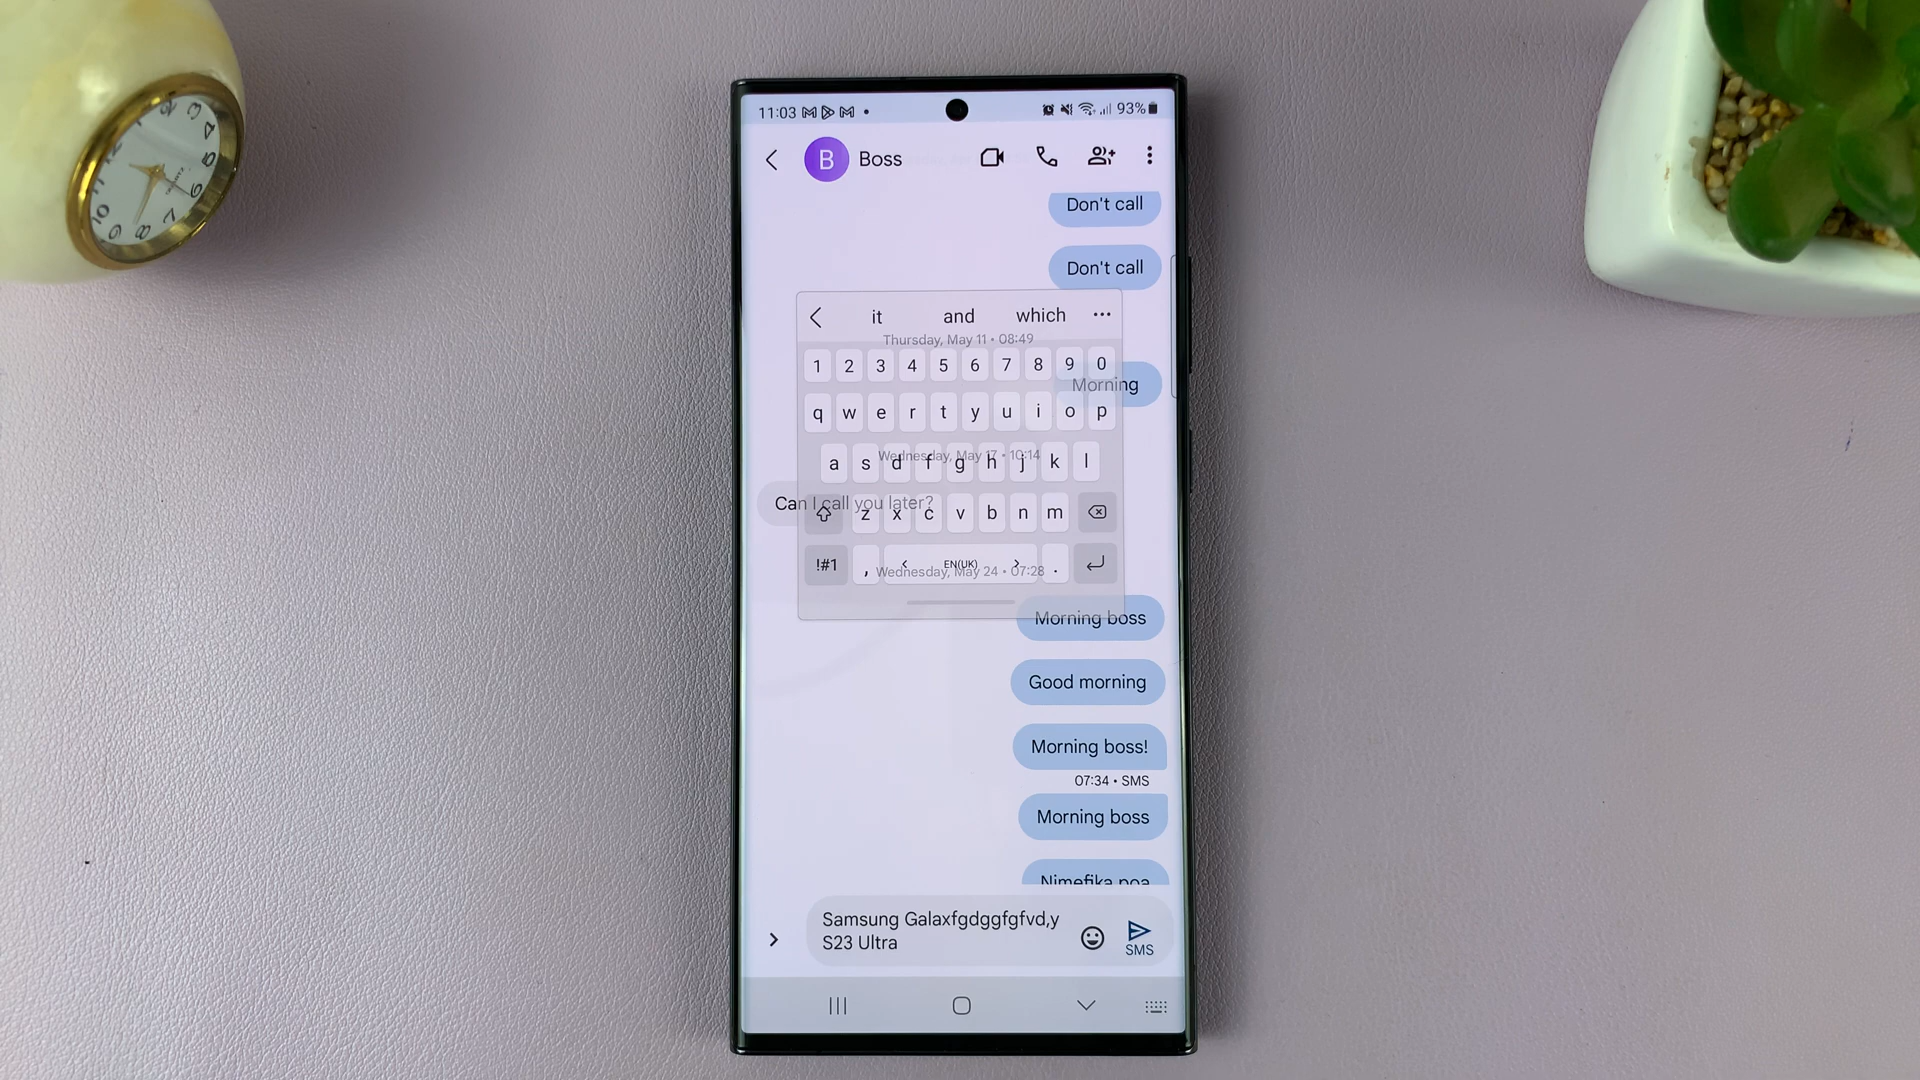 11:03
93%
B
Boss
Don't call
Don't call
it and which
Thursday, May 11 • 08:49
1 2 3 4 5 6 7 8 9 0
Morning
q w e r t y u i o p
Wednesday, May 17 • 10:14
a s d f g h j k l
Can I call you later?
z x c v b n m
!#1 , EN(UK) .
Wednesday, May 24 • 07:28
Morning boss
Good morning
Morning boss!
07:34 • SMS
Morning boss
Nimefika poa
Samsung Galaxfgdggfgfvd,y
S23 Ultra
SMS